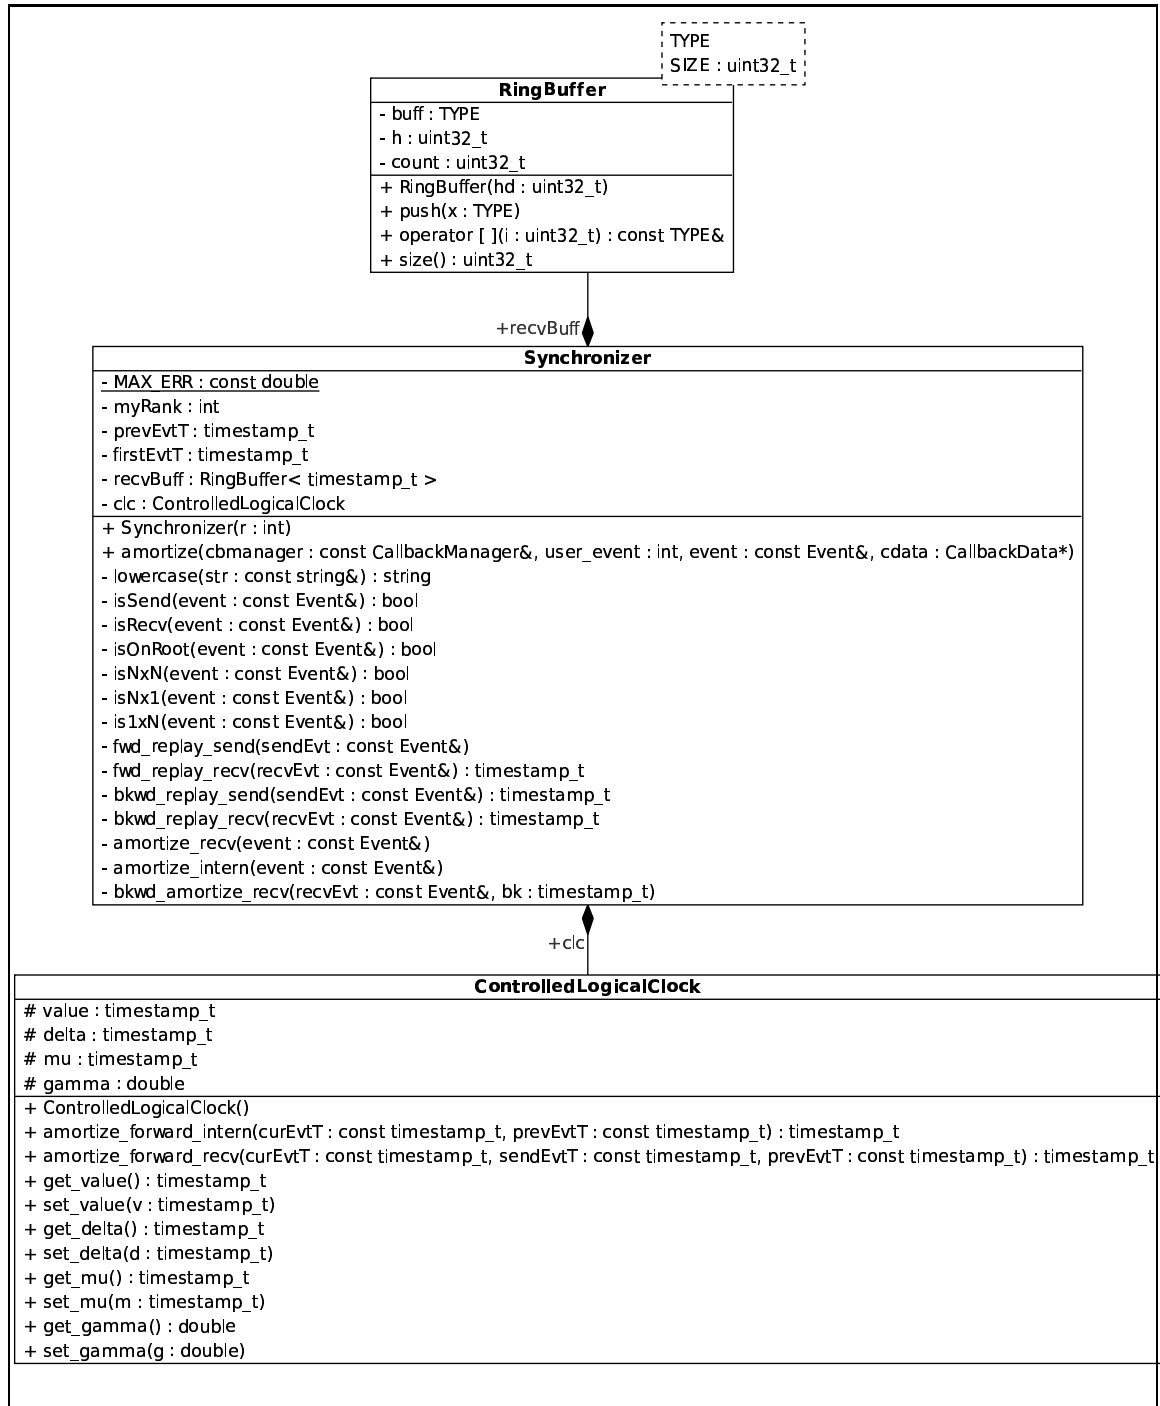 TYPE
SIZE : uint32_t
RingBuffer
- buff : TYPE
- h : uint32_t
- count : uint32_t
+ RingBuffer(hd : uint32_t)
+ push(x : TYPE)
+ operator [ ](i : uint32_t) : const TYPE&
+ size() : uint32_t
+recvBuff
Synchronizer
- MAX_ERR : const double
- myRank : int
- prevEvtT : timestamp_t
- firstEvtT : timestamp_t
- recvBuff : RingBuffer< timestamp_t >
- clc : ControlledLogicalClock
+ Synchronizer(r : int)
+ amortize(cbmanager : const CallbackManager&, user_event : int, event : const Event&, cdata : CallbackData*)
- lowercase(str : const string&) : string
- isSend(event : const Event&) : bool
- isRecv(event : const Event&) : bool
- isOnRoot(event : const Event&) : bool
- isNxN(event : const Event&) : bool
- isNx1(event : const Event&) : bool
- is1xN(event : const Event&) : bool
- fwd_replay_send(sendEvt : const Event&)
- fwd_replay_recv(recvEvt : const Event&) : timestamp_t
- bkwd_replay_send(sendEvt : const Event&) : timestamp_t
- bkwd_replay_recv(recvEvt : const Event&) : timestamp_t
- amortize_recv(event : const Event&)
- amortize_intern(event : const Event&)
- bkwd_amortize_recv(recvEvt : const Event&, bk : timestamp_t)
+clc
ControlledLogicalClock
# value : timestamp_t
# delta : timestamp_t
# mu : timestamp_t
# gamma : double
+ ControlledLogicalClock()
+ amortize_forward_intern(curEvtT : const timestamp_t, prevEvtT : const timestamp_t) : timestamp_t
+ amortize_forward_recv(curEvtT : const timestamp_t, sendEvtT : const timestamp_t, prevEvtT : const timestamp_t) : timestamp_t
+ get_value() : timestamp_t
+ set_value(v : timestamp_t)
+ get_delta() : timestamp_t
+ set_delta(d : timestamp_t)
+ get_mu() : timestamp_t
+ set_mu(m : timestamp_t)
+ get_gamma() : double
+ set_gamma(g : double)